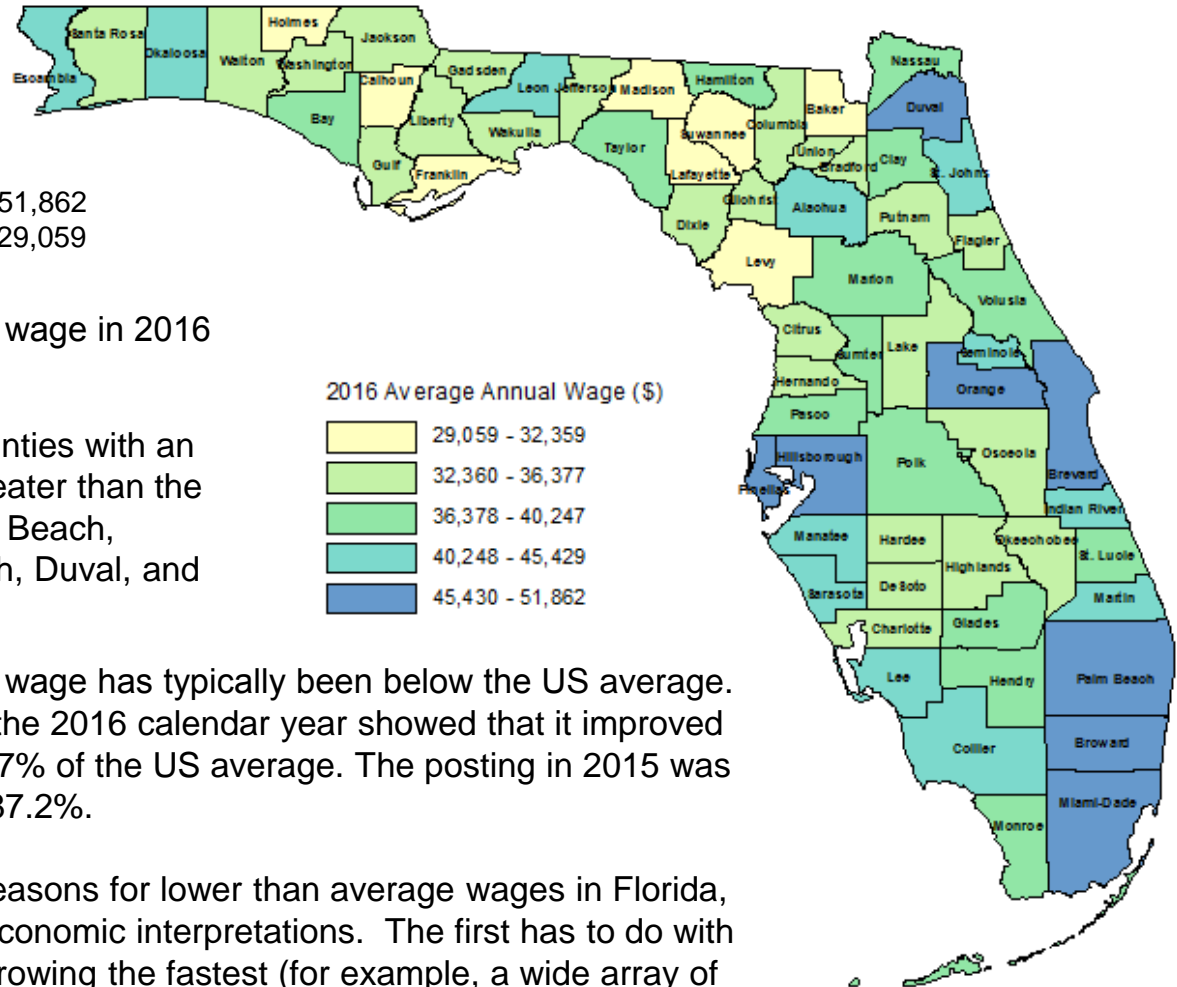 Holmes
Jackson
Santa Rosa
Okaloosa
Walton
Washington
Escambia
Calhoun
Gadsden
Leon
Jefferson
Madison
Hamilton
Nassau
Duval
Baker
Bay
Liberty
Wakulla
Taylor
Suwannee
Columbia
Union
Bradford
Clay
St. Johns
Gulf
Franklin
Lafayette
Gilchrist
Alachua
Putnam
Dixie
Flagler
51,862
29,059
Levy
Marion
Volusia
wage in 2016
Citrus
Sumter
Lake
Seminole
Hernando
Orange
Pasco
2016 Average Annual Wage ($)
29,059 - 32,359
32,360 - 36,377
36,378 - 40,247
40,248 - 45,429
45,430 - 51,862
nties with an
eater than the
Beach,
h, Duval, and
Hillsborough
Polk
Osceola
Brevard
Pinellas
Indian River
Manatee
Hardee
Okeechobee
St. Lucie
Highlands
Sarasota
DeSoto
Martin
Charlotte
Glades
Lee
Hendry
Palm Beach
Collier
Broward
Miami-Dade
Monroe
wage has typically been below the US average.
the 2016 calendar year showed that it improved
7% of the US average. The posting in 2015 was
87.2%.
easons for lower than average wages in Florida,
conomic interpretations. The first has to do with
rowing the fastest (for example, a wide array of